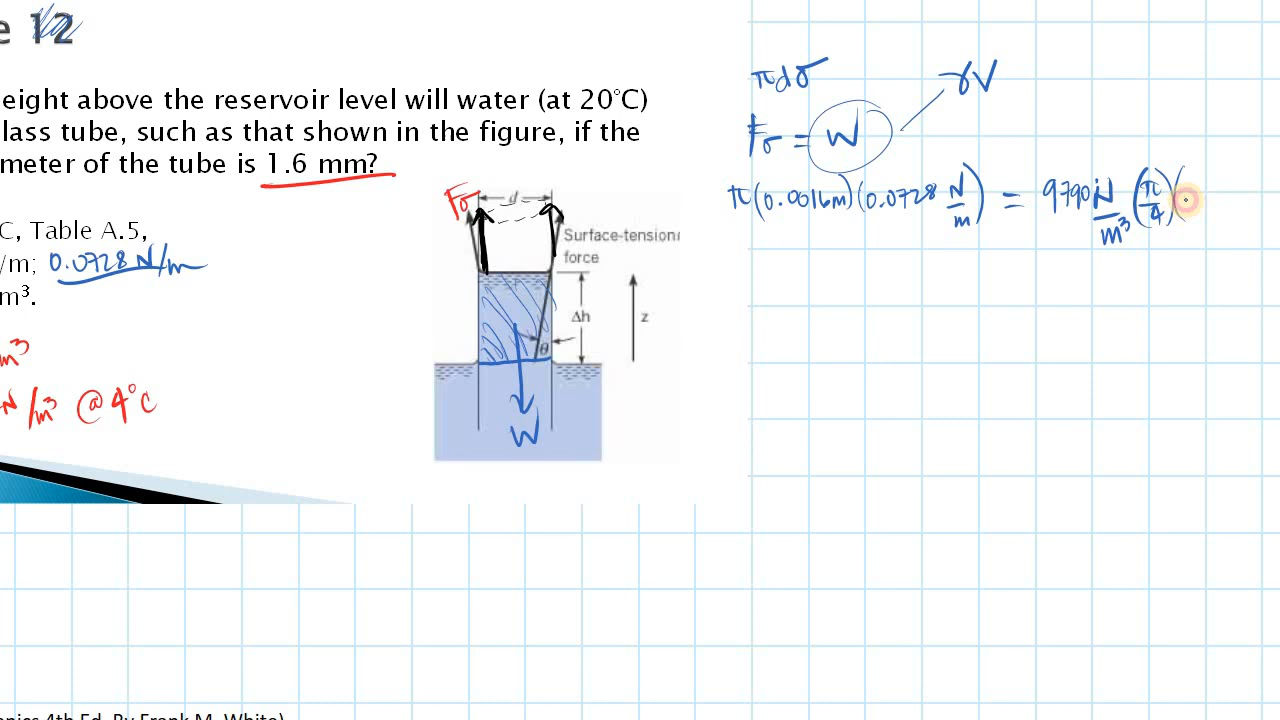 e 12
eight above the reservoir level will water (at 20°C)
lass tube, such as that shown in the figure, if the
meter of the tube is 1.6 mm?
C, Table A.5,
/m; 0.0728 N/m
m³.
m³
N/m³ @ 4°C
Fσ
d
Surface-tension
force
Δh
z
θ
W
πdσ
γV
Fσ = W
π(0.0016m)(0.0728 N/m) = 9790 N/m³ (π/4)(
anics 4th Ed. By Frank M. White)